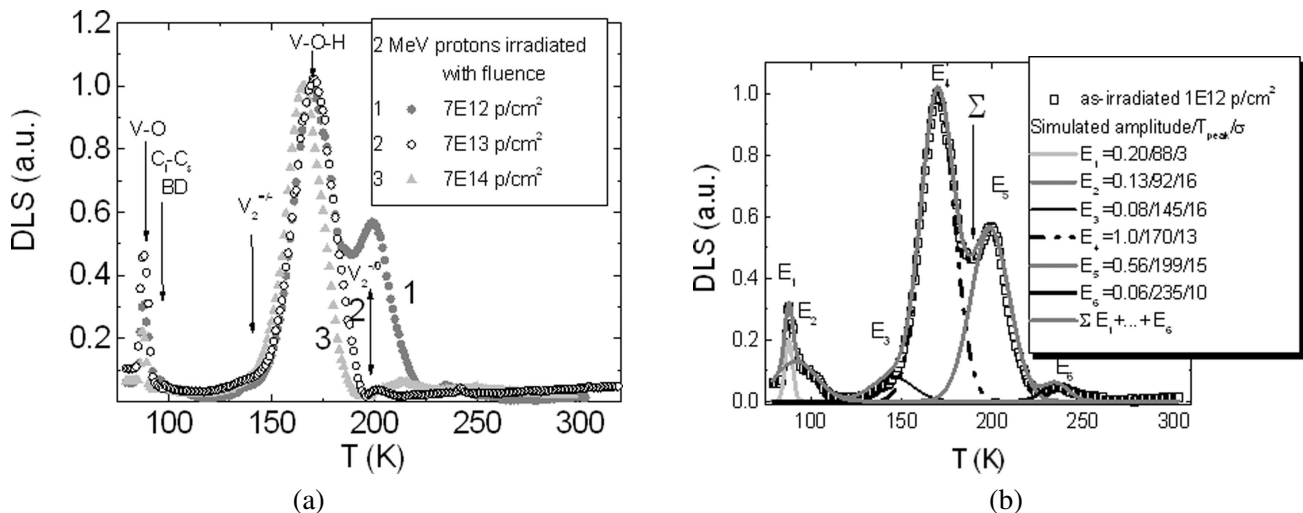 1.2
1.0
0.8
0.6
0.4
0.2
DLS (a.u.)
V-O
C_i-C_s
BD
V_2^-/-
V-O-H
V_2^-/0
1
2
3
2 MeV protons irradiated
with fluence
1 7E12 p/cm²
2 7E13 p/cm²
3 7E14 p/cm²
100 150 200 250 300
T (K)
(a)
1.0
0.8
0.6
0.4
0.2
0.0
DLS (a.u.)
E_1
E_2
E_3
E_4
Σ
E_5
E_6
as-irradiated 1E12 p/cm²
Simulated amplitude/T_peak/σ
E_1=0.20/88/3
E_2=0.13/92/16
E_3=0.08/145/16
E_4=1.0/170/13
E_5=0.56/199/15
E_6=0.06/235/10
Σ E_1+...+E_6
100 150 200 250 300
T (K)
(b)